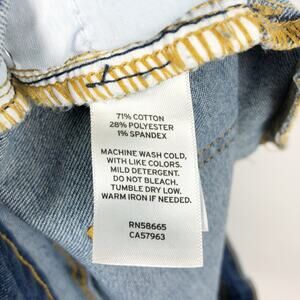 71% COTTON
28% POLYESTER
1% SPANDEX
MACHINE WASH COLD,
WITH LIKE COLORS.
MILD DETERGENT.
DO NOT BLEACH.
TUMBLE DRY LOW.
WARM IRON IF NEEDED.
RN58665
CA57963